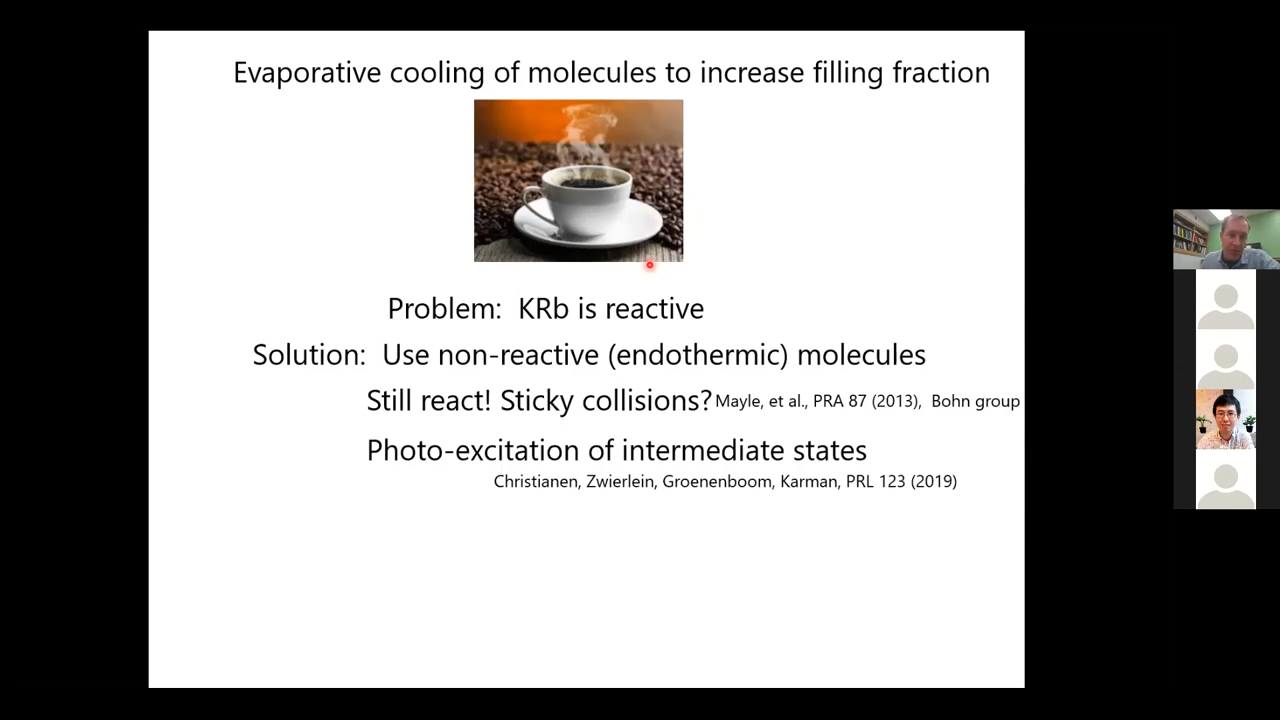 Evaporative cooling of molecules to increase filling fraction
Problem: KRb is reactive
Solution: Use non-reactive (endothermic) molecules
Still react! Sticky collisions? Mayle, et al., PRA 87 (2013), Bohn group
Photo-excitation of intermediate states
Christianen, Zwierlein, Groenenboom, Karman, PRL 123 (2019)